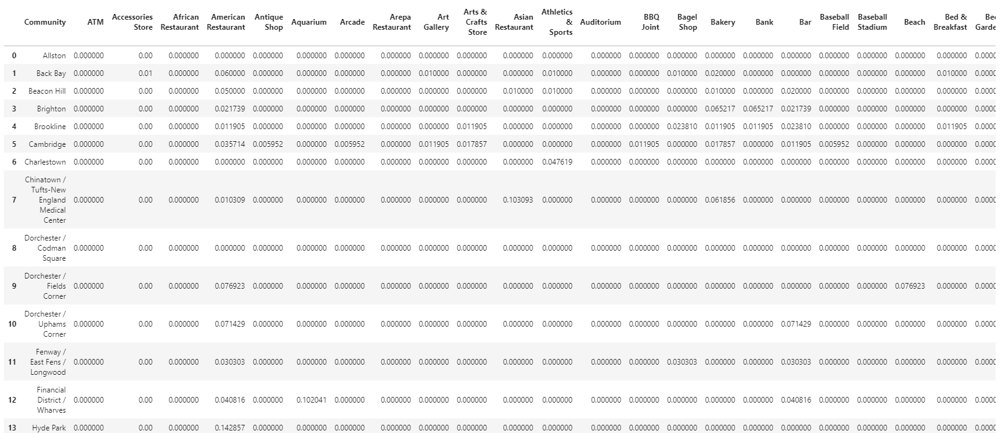 Community ATM Accessories Store African Restaurant American Restaurant Antique Shop Aquarium Arcade Arepa Restaurant Art Gallery Arts & Crafts Store Asian Restaurant Athletics & Sports Auditorium BBQ Joint Bagel Shop Bakery Bank Bar Baseball Field Baseball Stadium Beach Bed & Breakfast Bee Garde
0 Allston 0.000000 0.00 0.000000 0.000000 0.000000 0.000000 0.000000 0.000000 0.000000 0.000000 0.000000 0.000000 0.000000 0.000000 0.000000 0.000000 0.000000 0.000000 0.000000 0.000000 0.000000 0.000000 0.0000
1 Back Bay 0.000000 0.01 0.000000 0.060000 0.000000 0.000000 0.000000 0.000000 0.010000 0.000000 0.000000 0.010000 0.000000 0.000000 0.010000 0.020000 0.000000 0.000000 0.000000 0.000000 0.000000 0.010000 0.0000
2 Beacon Hill 0.000000 0.00 0.000000 0.050000 0.000000 0.000000 0.000000 0.000000 0.000000 0.000000 0.010000 0.010000 0.000000 0.000000 0.000000 0.010000 0.000000 0.020000 0.000000 0.000000 0.000000 0.000000 0.0000
3 Brighton 0.000000 0.00 0.000000 0.021739 0.000000 0.000000 0.000000 0.000000 0.000000 0.000000 0.000000 0.000000 0.000000 0.000000 0.000000 0.065217 0.065217 0.021739 0.000000 0.000000 0.000000 0.000000 0.0000
4 Brookline 0.000000 0.00 0.000000 0.011905 0.000000 0.000000 0.000000 0.000000 0.000000 0.011905 0.000000 0.000000 0.000000 0.000000 0.023810 0.011905 0.011905 0.023810 0.000000 0.000000 0.000000 0.011905 0.0000
5 Cambridge 0.000000 0.00 0.000000 0.035714 0.005952 0.000000 0.005952 0.000000 0.011905 0.017857 0.000000 0.000000 0.000000 0.011905 0.000000 0.017857 0.000000 0.011905 0.005952 0.000000 0.000000 0.000000 0.0000
6 Charlestown 0.000000 0.00 0.000000 0.000000 0.000000 0.000000 0.000000 0.000000 0.000000 0.000000 0.000000 0.047619 0.000000 0.000000 0.000000 0.000000 0.000000 0.000000 0.000000 0.000000 0.000000 0.000000 0.0000
7 Chinatown / Tufts-New England Medical Center 0.000000 0.00 0.000000 0.010309 0.000000 0.000000 0.000000 0.000000 0.000000 0.000000 0.103093 0.000000 0.000000 0.000000 0.000000 0.061856 0.000000 0.000000 0.000000 0.000000 0.000000 0.000000 0.0000
8 Dorchester / Codman Square 0.000000 0.00 0.000000 0.000000 0.000000 0.000000 0.000000 0.000000 0.000000 0.000000 0.000000 0.000000 0.000000 0.000000 0.000000 0.000000 0.000000 0.000000 0.000000 0.000000 0.000000 0.000000 0.0000
9 Dorchester / Fields Corner 0.000000 0.00 0.000000 0.076923 0.000000 0.000000 0.000000 0.000000 0.000000 0.000000 0.000000 0.000000 0.000000 0.000000 0.000000 0.000000 0.000000 0.000000 0.000000 0.000000 0.076923 0.000000 0.0000
10 Dorchester / Uphams Corner 0.000000 0.00 0.000000 0.071429 0.000000 0.000000 0.000000 0.000000 0.000000 0.000000 0.000000 0.000000 0.000000 0.000000 0.000000 0.000000 0.000000 0.071429 0.000000 0.000000 0.000000 0.000000 0.0000
11 Fenway / East Fens / Longwood 0.000000 0.00 0.000000 0.030303 0.000000 0.000000 0.000000 0.000000 0.000000 0.000000 0.000000 0.000000 0.000000 0.000000 0.030303 0.000000 0.000000 0.030303 0.000000 0.000000 0.000000 0.000000 0.0000
12 Financial District / Wharves 0.000000 0.00 0.000000 0.040816 0.000000 0.102041 0.000000 0.000000 0.000000 0.000000 0.000000 0.000000 0.000000 0.000000 0.000000 0.000000 0.000000 0.040816 0.000000 0.000000 0.000000 0.000000 0.0000
13 Hyde Park 0.000000 0.00 0.000000 0.142857 0.000000 0.000000 0.000000 0.000000 0.000000 0.000000 0.000000 0.000000 0.000000 0.000000 0.000000 0.000000 0.000000 0.000000 0.000000 0.000000 0.000000 0.000000 0.0000